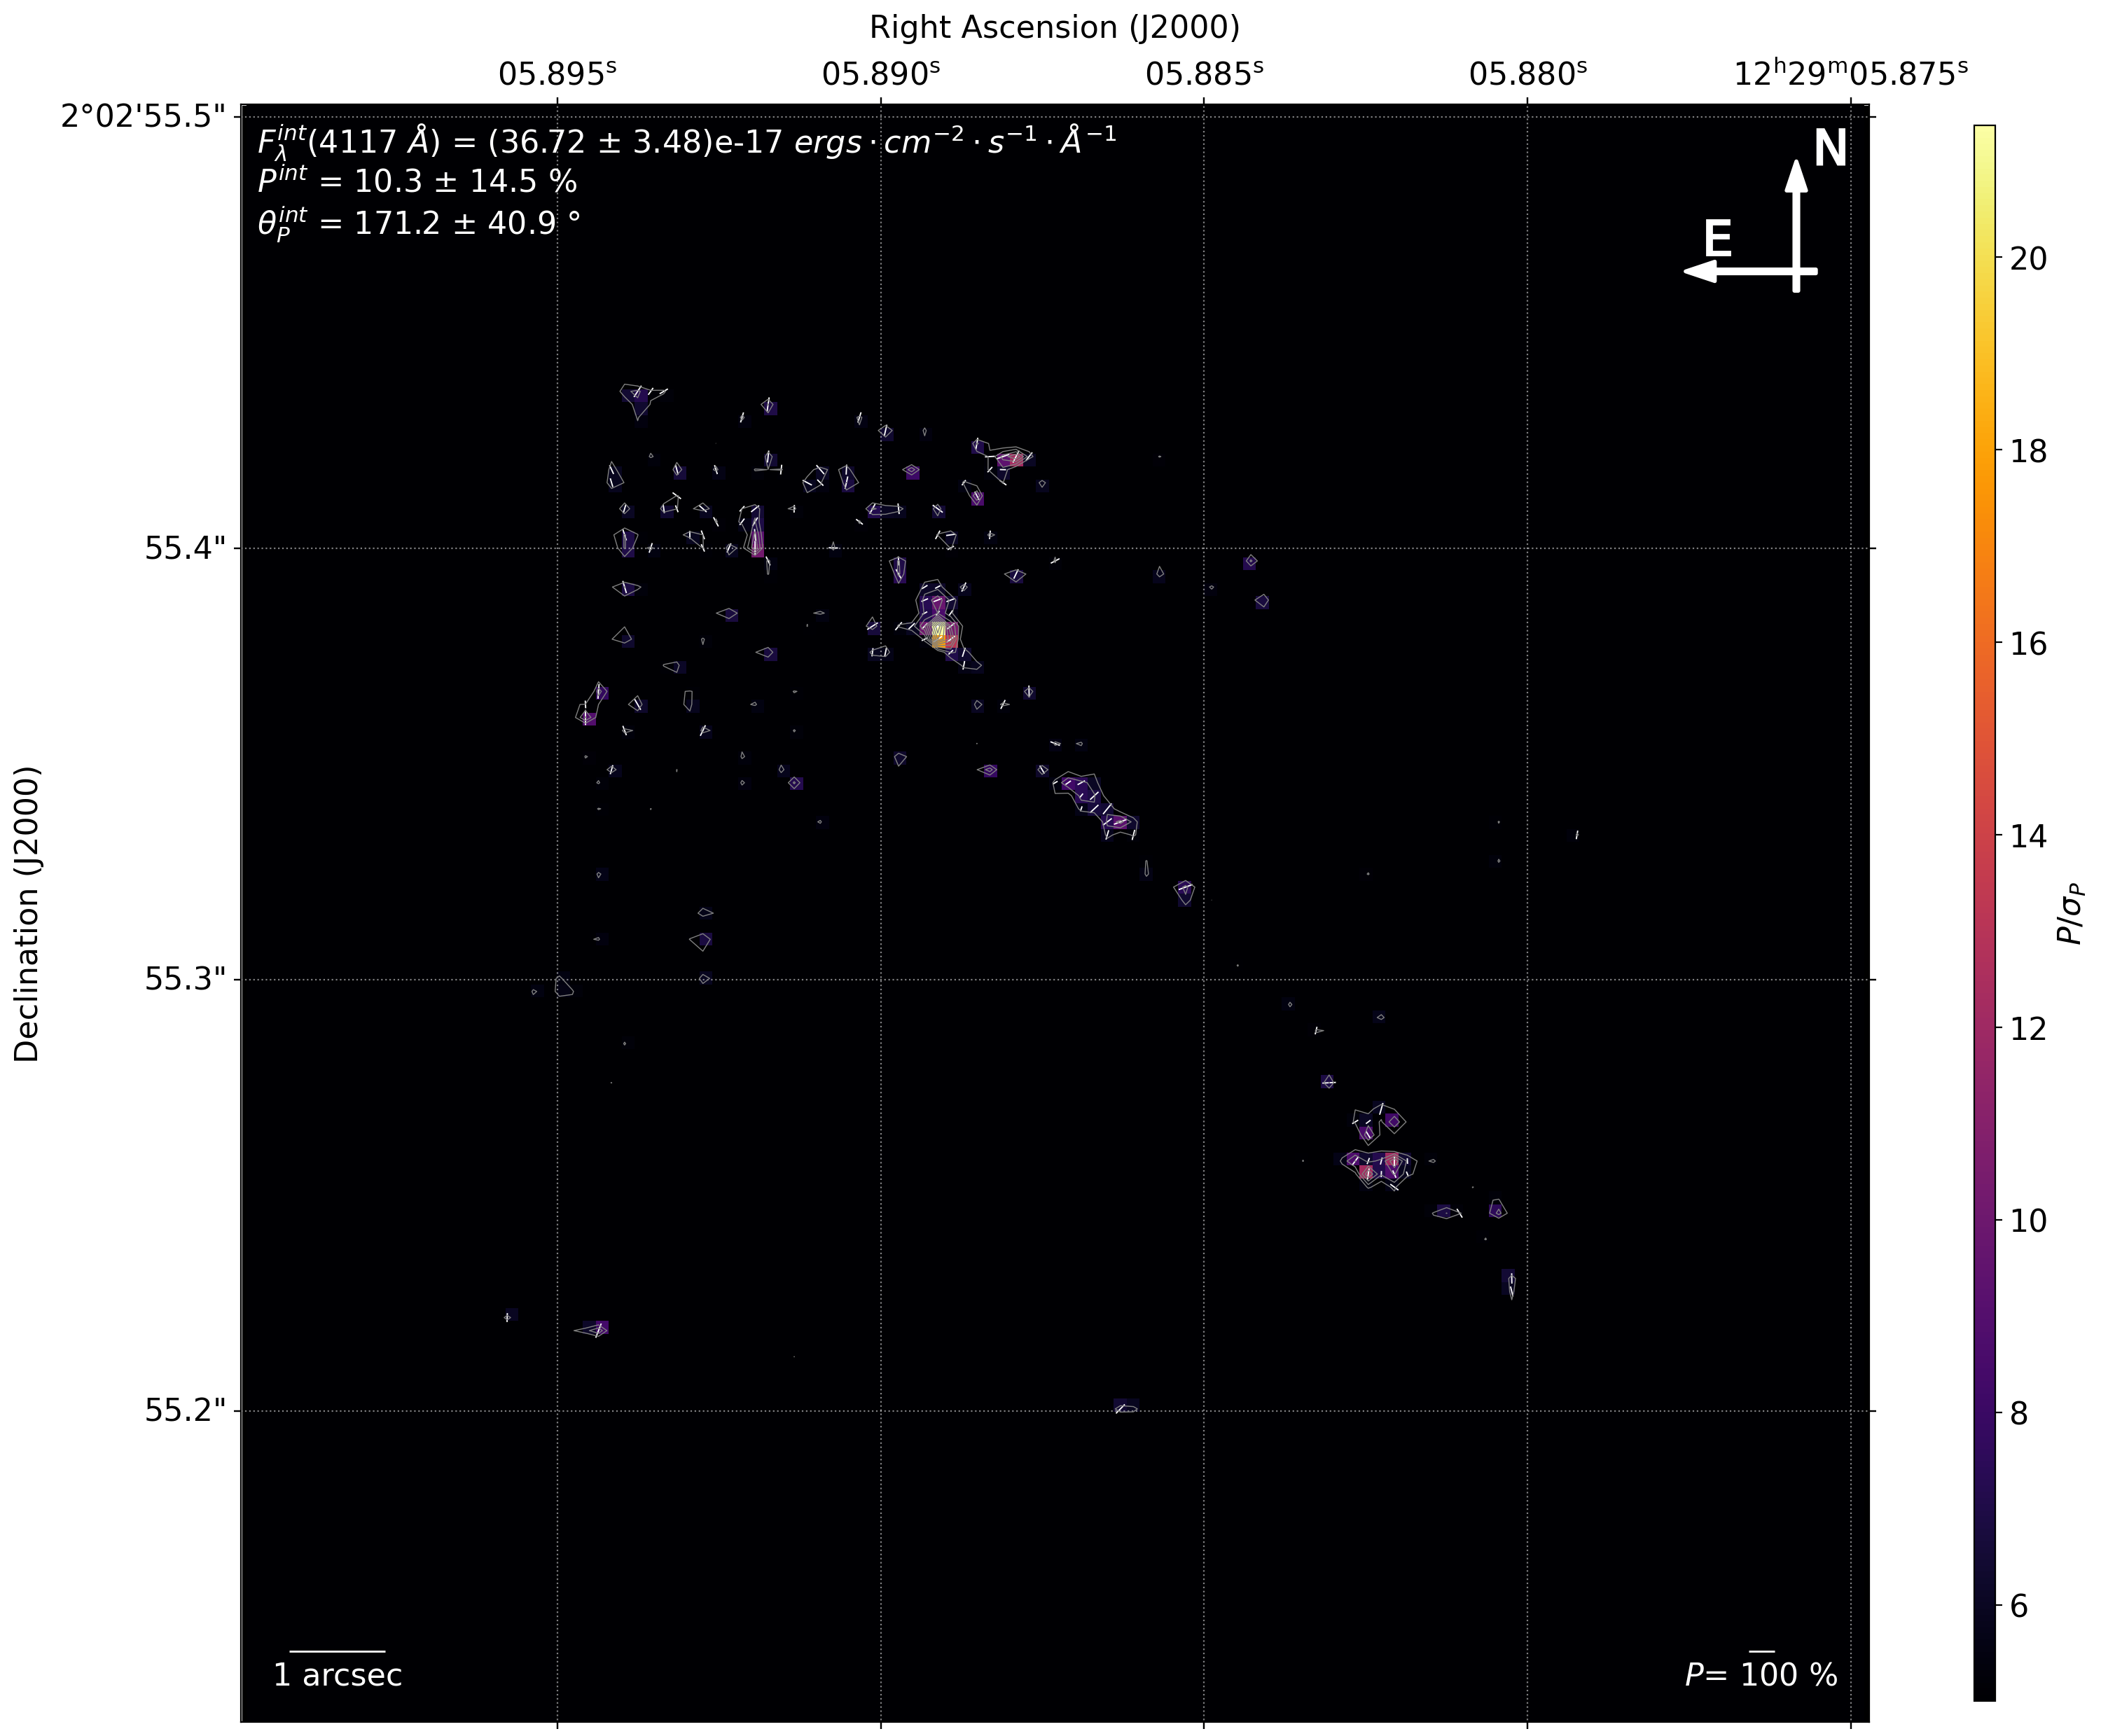 Right Ascension (J2000)
05.895ˢ 05.890ˢ 05.885ˢ 05.880ˢ 12ʰ29ᵐ05.875ˢ
2°02'55.5"
F_λ^int(4117 Å) = (36.72 ± 3.48)e-17 ergs · cm⁻² · s⁻¹ · Å⁻¹
P^int = 10.3 ± 14.5 %
θ_P^int = 171.2 ± 40.9 °
N
E
55.4"
55.3"
55.2"
Declination (J2000)
1 arcsec
P= 100 %
20
18
16
14
12
10
8
6
P/σ_P